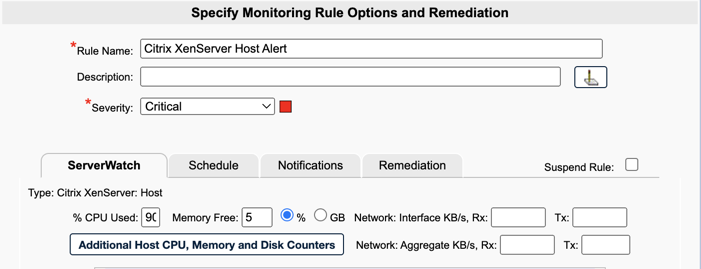 Specify Monitoring Rule Options and Remediation
*Rule Name: Citrix XenServer Host Alert
Description:
*Severity: Critical
ServerWatch Schedule Notifications Remediation Suspend Rule:
Type: Citrix XenServer: Host
% CPU Used: 90 Memory Free: 5 % GB Network: Interface KB/s, Rx: Tx:
Additional Host CPU, Memory and Disk Counters Network: Aggregate KB/s, Rx: Tx: